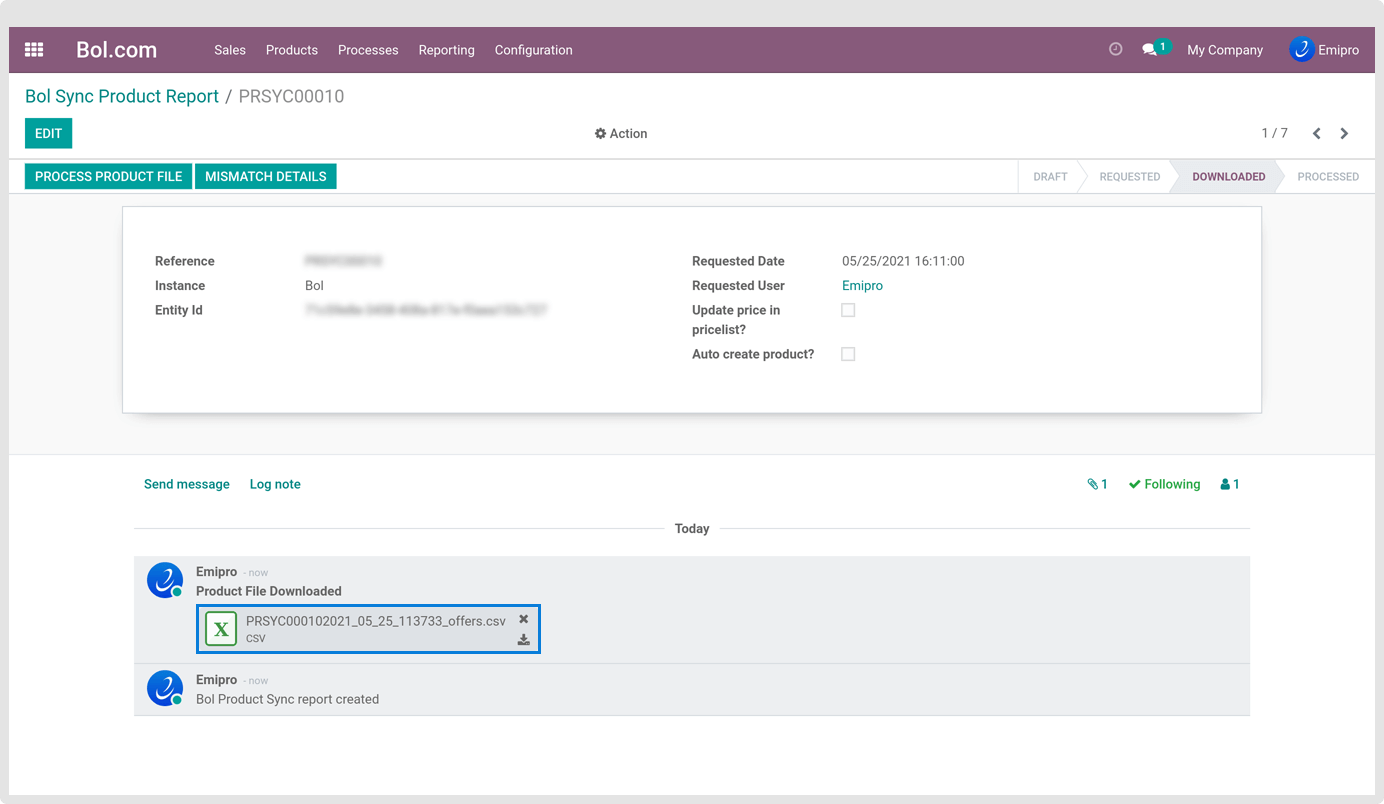 Bol.com Sales Products Processes Reporting Configuration 1 My Company Emipro
Bol Sync Product Report / PRSYC00010
EDIT Action 1 / 7
PROCESS PRODUCT FILE MISMATCH DETAILS DRAFT REQUESTED DOWNLOADED PROCESSED
Reference Requested Date 05/25/2021 16:11:00
Instance Bol Requested User Emipro
Entity Id Update price in
pricelist?
Auto create product?
Send message Log note 1 Following 1
Today
Emipro - now
Product File Downloaded
X PRSYC000102021_05_25_113733_offers.csv
CSV
Emipro - now
Bol Product Sync report created